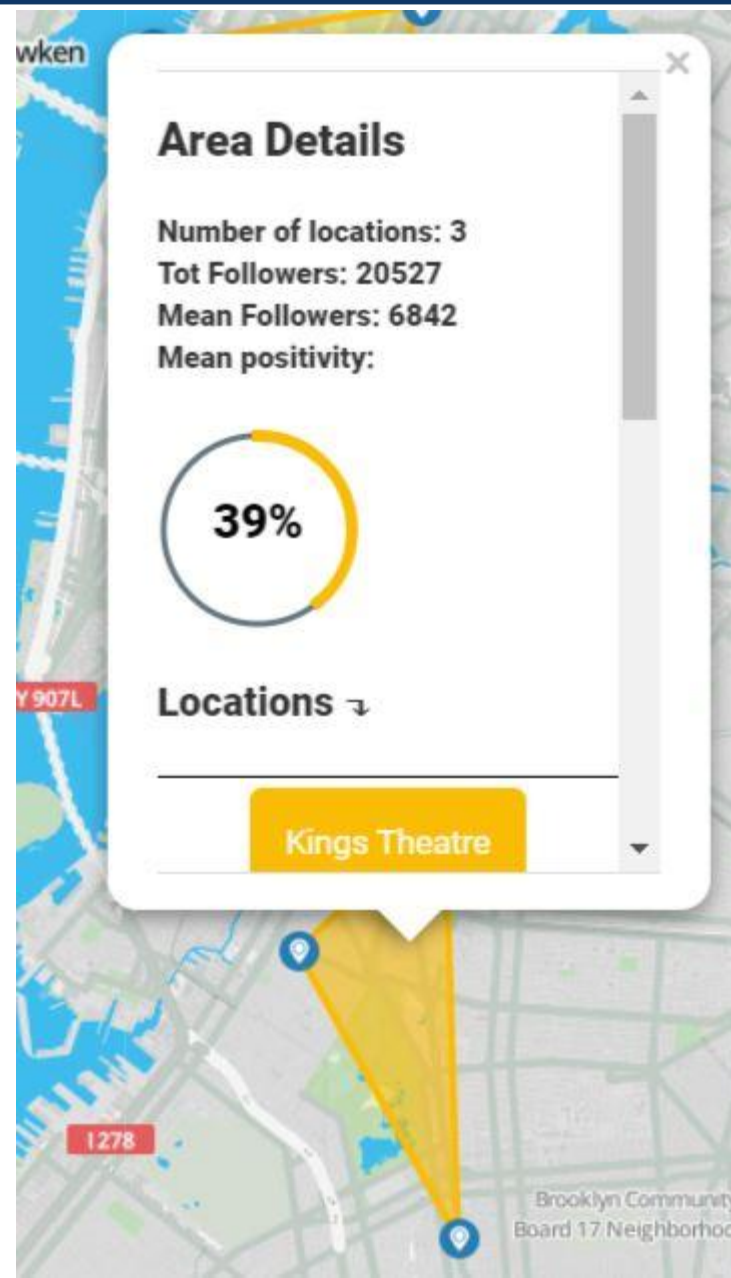 wken
×
Area Details
Number of locations: 3
Tot Followers: 20527
Mean Followers: 6842
Mean positivity:
39%
Y 907L
Locations
Kings Theatre
1278
Brooklyn Community
Board 17 Neighborhoo